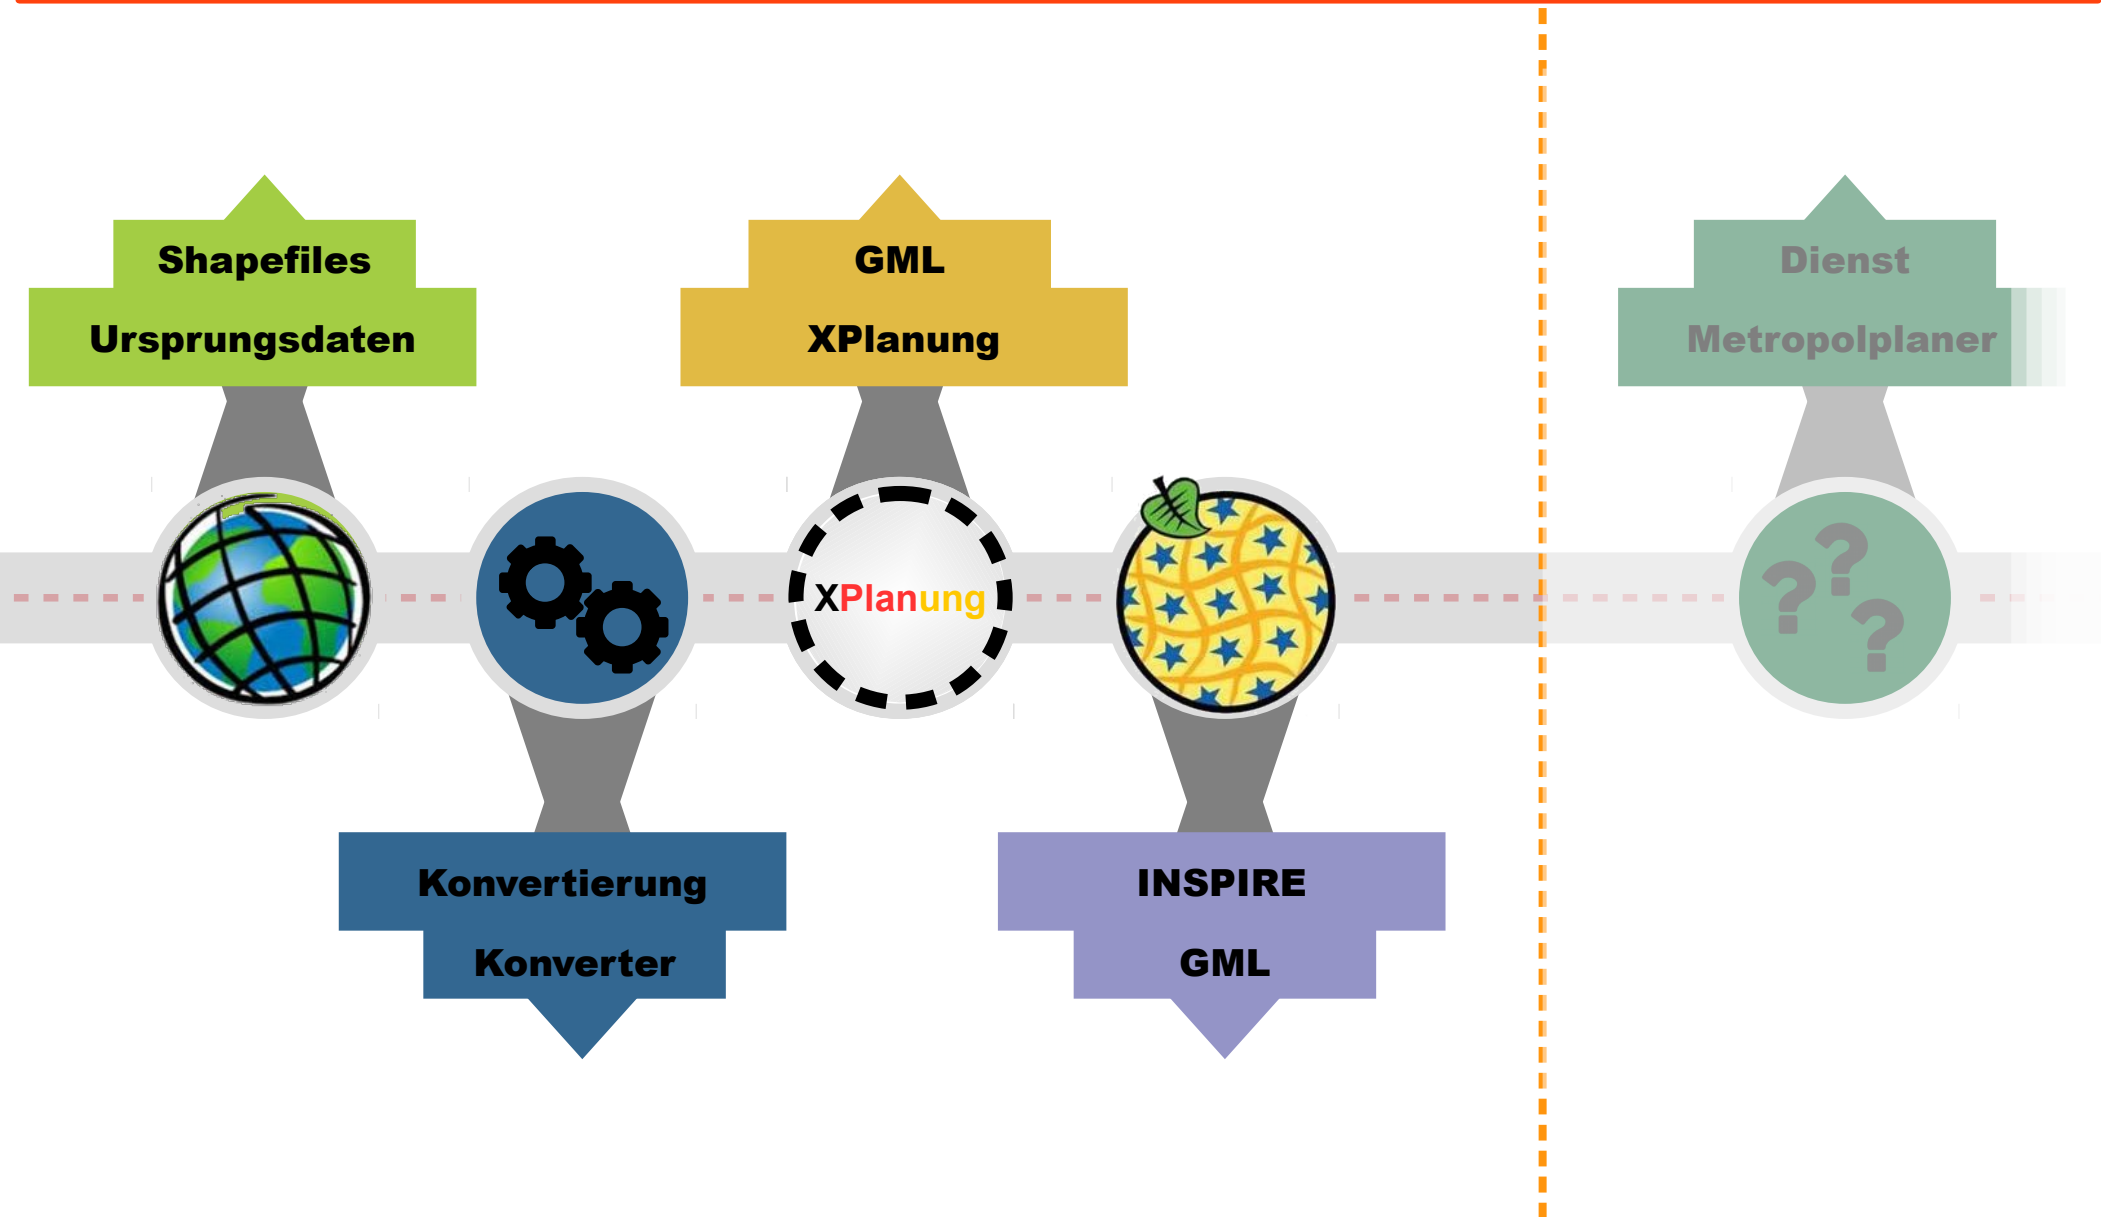 Shapefiles
Ursprungsdaten
GML
XPlanung
Dienst
Metropolplaner
XPlanung
? ? ?
Konvertierung
Konverter
INSPIRE
GML